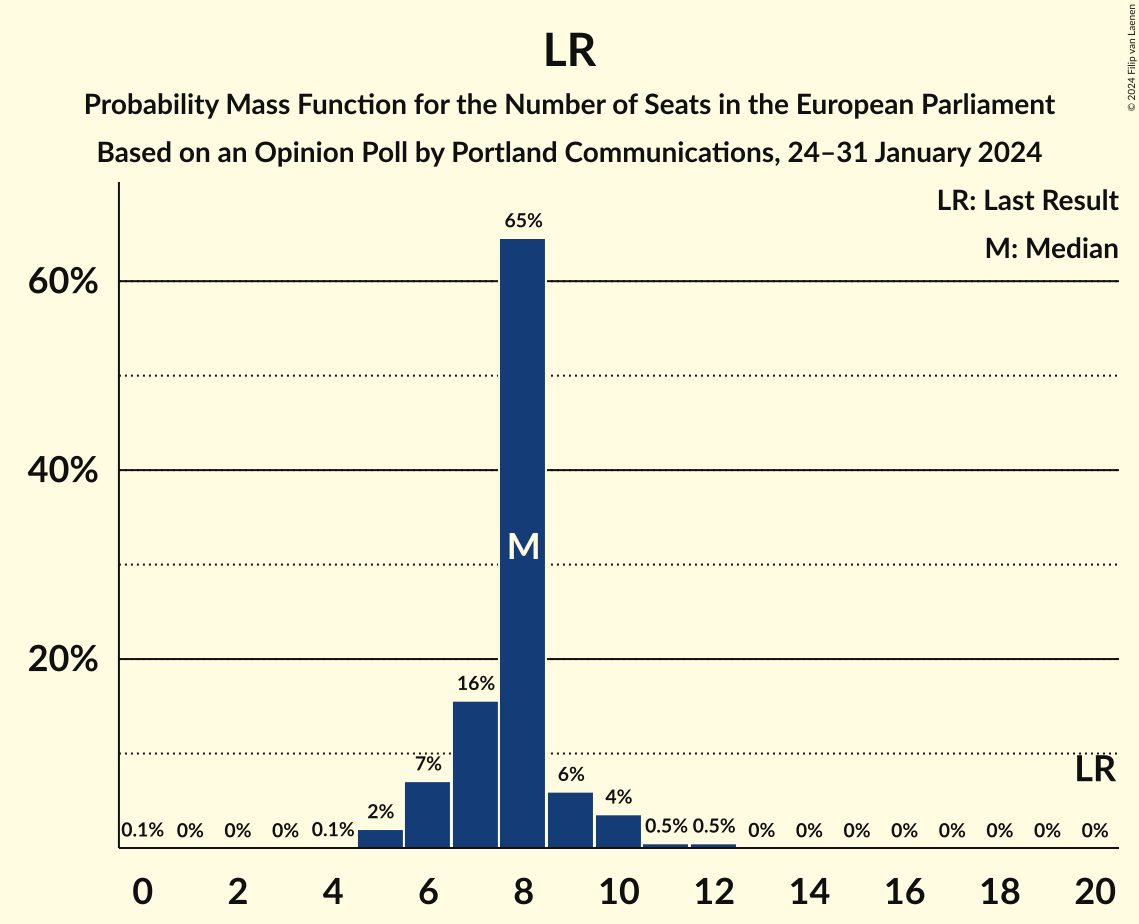 LR
Probability Mass Function for the Number of Seats in the European Parliament
Based on an Opinion Poll by Portland Communications, 24–31 January 2024
© 2024 Filip van Laenen
LR: Last Result
M: Median
65%
60%
40%
M
20%
16%
7%
6%
4%
2%
LR
0.1% 0% 0% 0% 0.1% 0.5% 0.5% 0% 0% 0% 0% 0% 0% 0% 0%
0 2 4 6 8 10 12 14 16 18 20